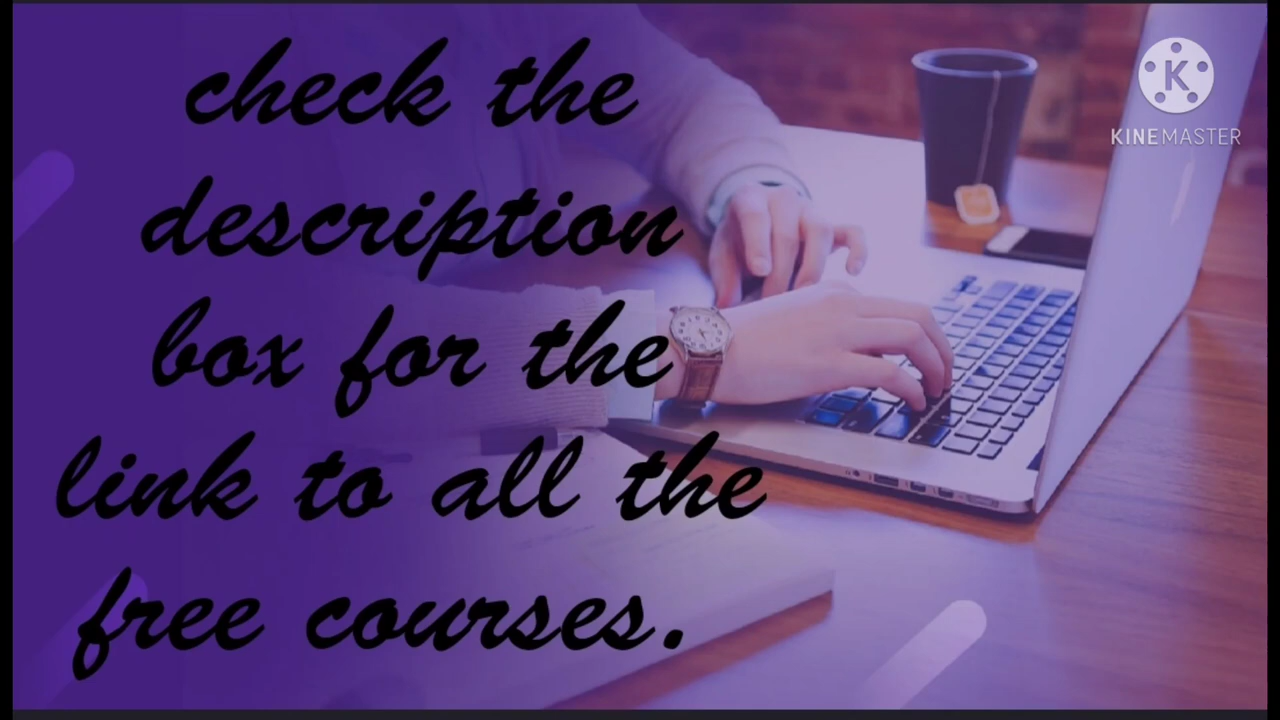 check the
description
box for the
link to all the
free courses.
K
KINEMASTER